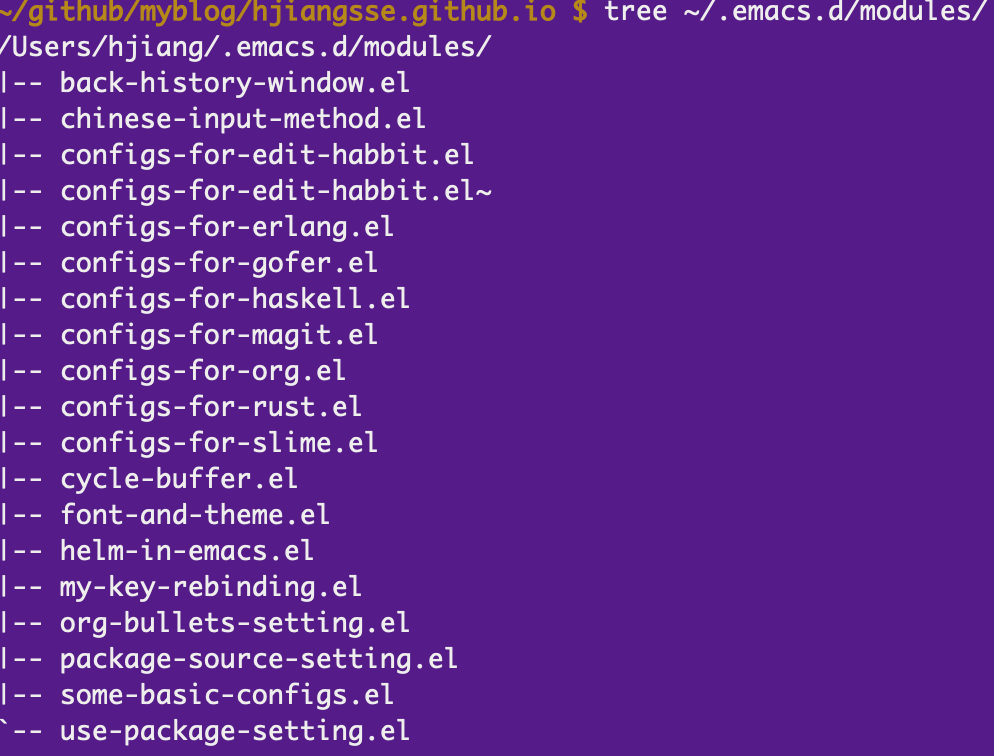 ~/github/myblog/hjiangsse.github.io $ tree ~/.emacs.d/modules/
/Users/hjiang/.emacs.d/modules/
|-- back-history-window.el
|-- chinese-input-method.el
|-- configs-for-edit-habbit.el
|-- configs-for-edit-habbit.el~
|-- configs-for-erlang.el
|-- configs-for-gofer.el
|-- configs-for-haskell.el
|-- configs-for-magit.el
|-- configs-for-org.el
|-- configs-for-rust.el
|-- configs-for-slime.el
|-- cycle-buffer.el
|-- font-and-theme.el
|-- helm-in-emacs.el
|-- my-key-rebinding.el
|-- org-bullets-setting.el
|-- package-source-setting.el
|-- some-basic-configs.el
`-- use-package-setting.el